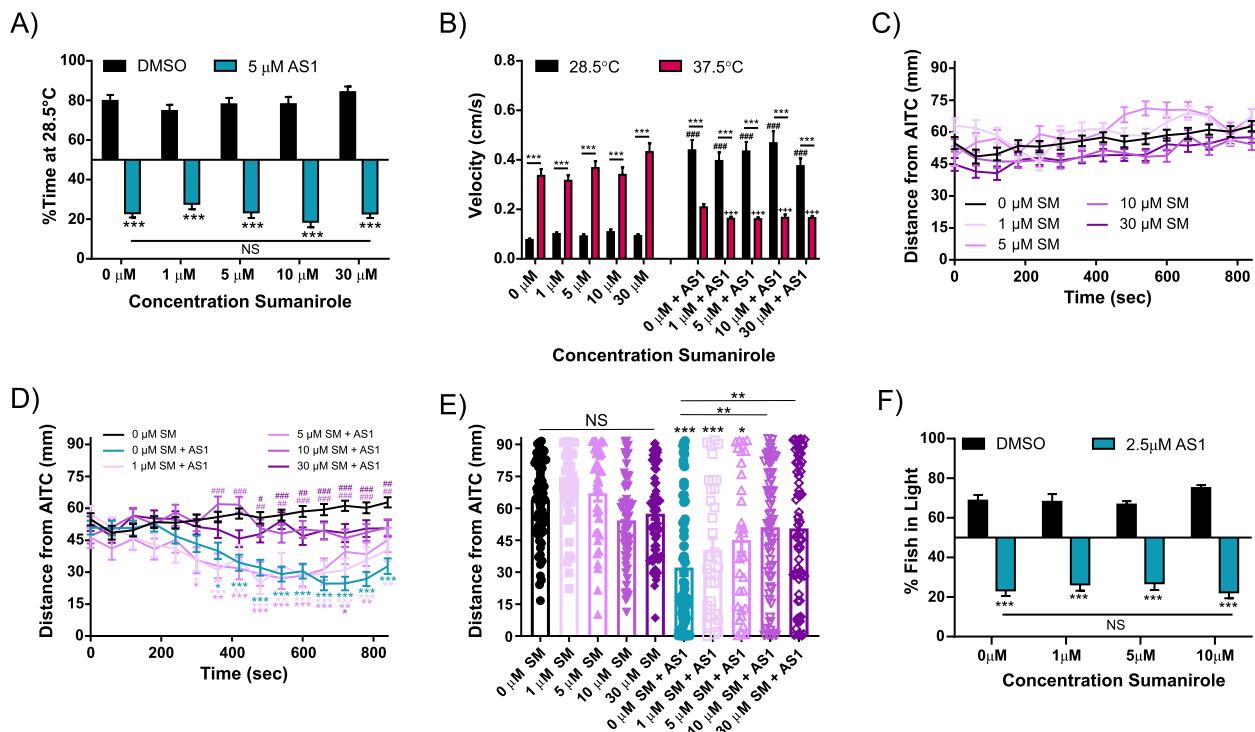 A)
DMSO
5 μM AS1
%Time at 28.5°C
100
80
60
40
20
0
*** *** *** *** ***
NS
0 μM 1 μM 5 μM 10 μM 30 μM
Concentration Sumanirole
B)
28.5°C
37.5°C
Velocity (cm/s)
0.8
0.6
0.4
0.2
0.0
*** *** *** *** ***
*** *** *** *** ***
### ### ### ### ###
+++ +++ +++ +++
0 μM 1 μM 5 μM 10 μM 30 μM 0 μM + AS1 1 μM + AS1 5 μM + AS1 10 μM + AS1 30 μM + AS1
Concentration Sumanirole
C)
Distance from AITC (mm)
90
75
60
45
30
15
0
0 μM SM
1 μM SM
5 μM SM
10 μM SM
30 μM SM
0 200 400 600 800
Time (sec)
D)
0 μM SM
0 μM SM + AS1
1 μM SM + AS1
5 μM SM + AS1
10 μM SM + AS1
30 μM SM + AS1
Distance from AITC (mm)
90
75
60
45
30
15
0
0 200 400 600 800
Time (sec)
E)
NS
**
**
*** *** *
Distance from AITC (mm)
90
75
60
45
30
15
0
0 μM SM 1 μM SM 5 μM SM 10 μM SM 30 μM SM 0 μM SM + AS1 1 μM SM + AS1 5 μM SM + AS1 10 μM SM + AS1 30 μM SM + AS1
F)
DMSO
2.5μM AS1
% Fish in Light
100
80
60
40
20
0
*** *** *** ***
NS
0μM 1μM 5μM 10μM
Concentration Sumanirole